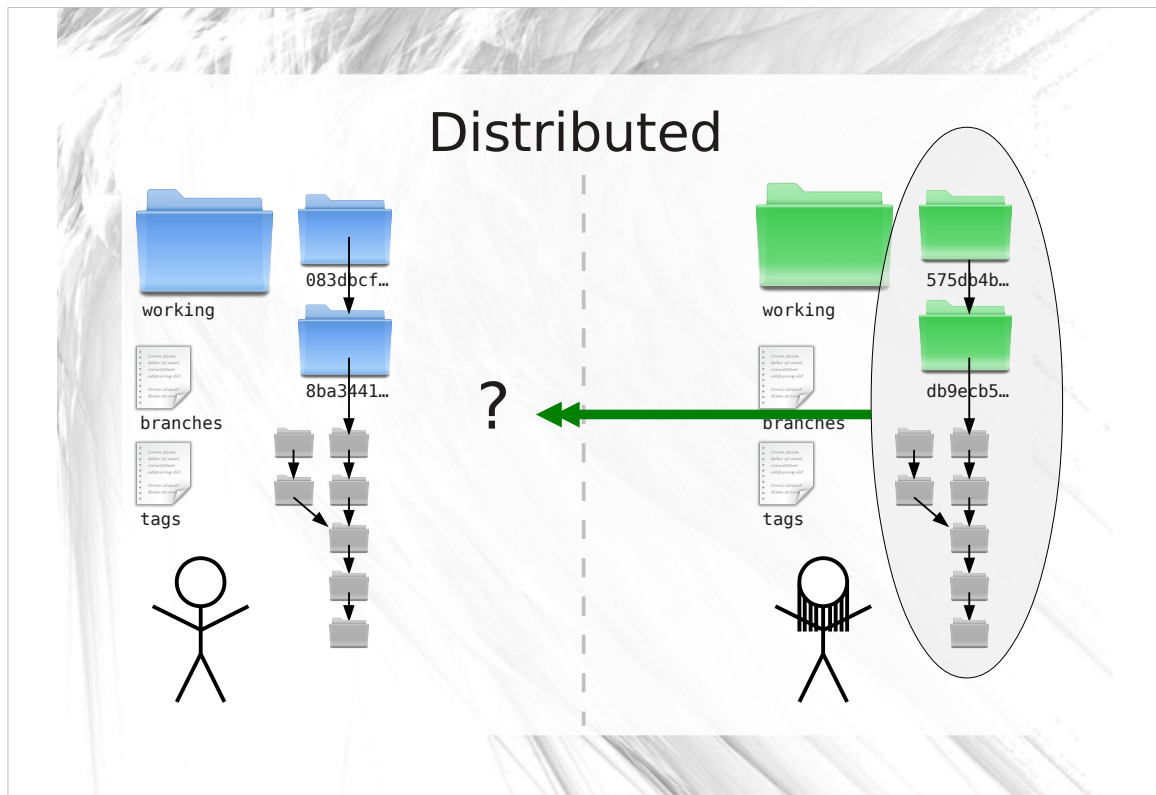 Distributed
083dbcf…
575db4b…
working
working
8ba3441…
db9ecb5…
?
branches
branches
tags
tags